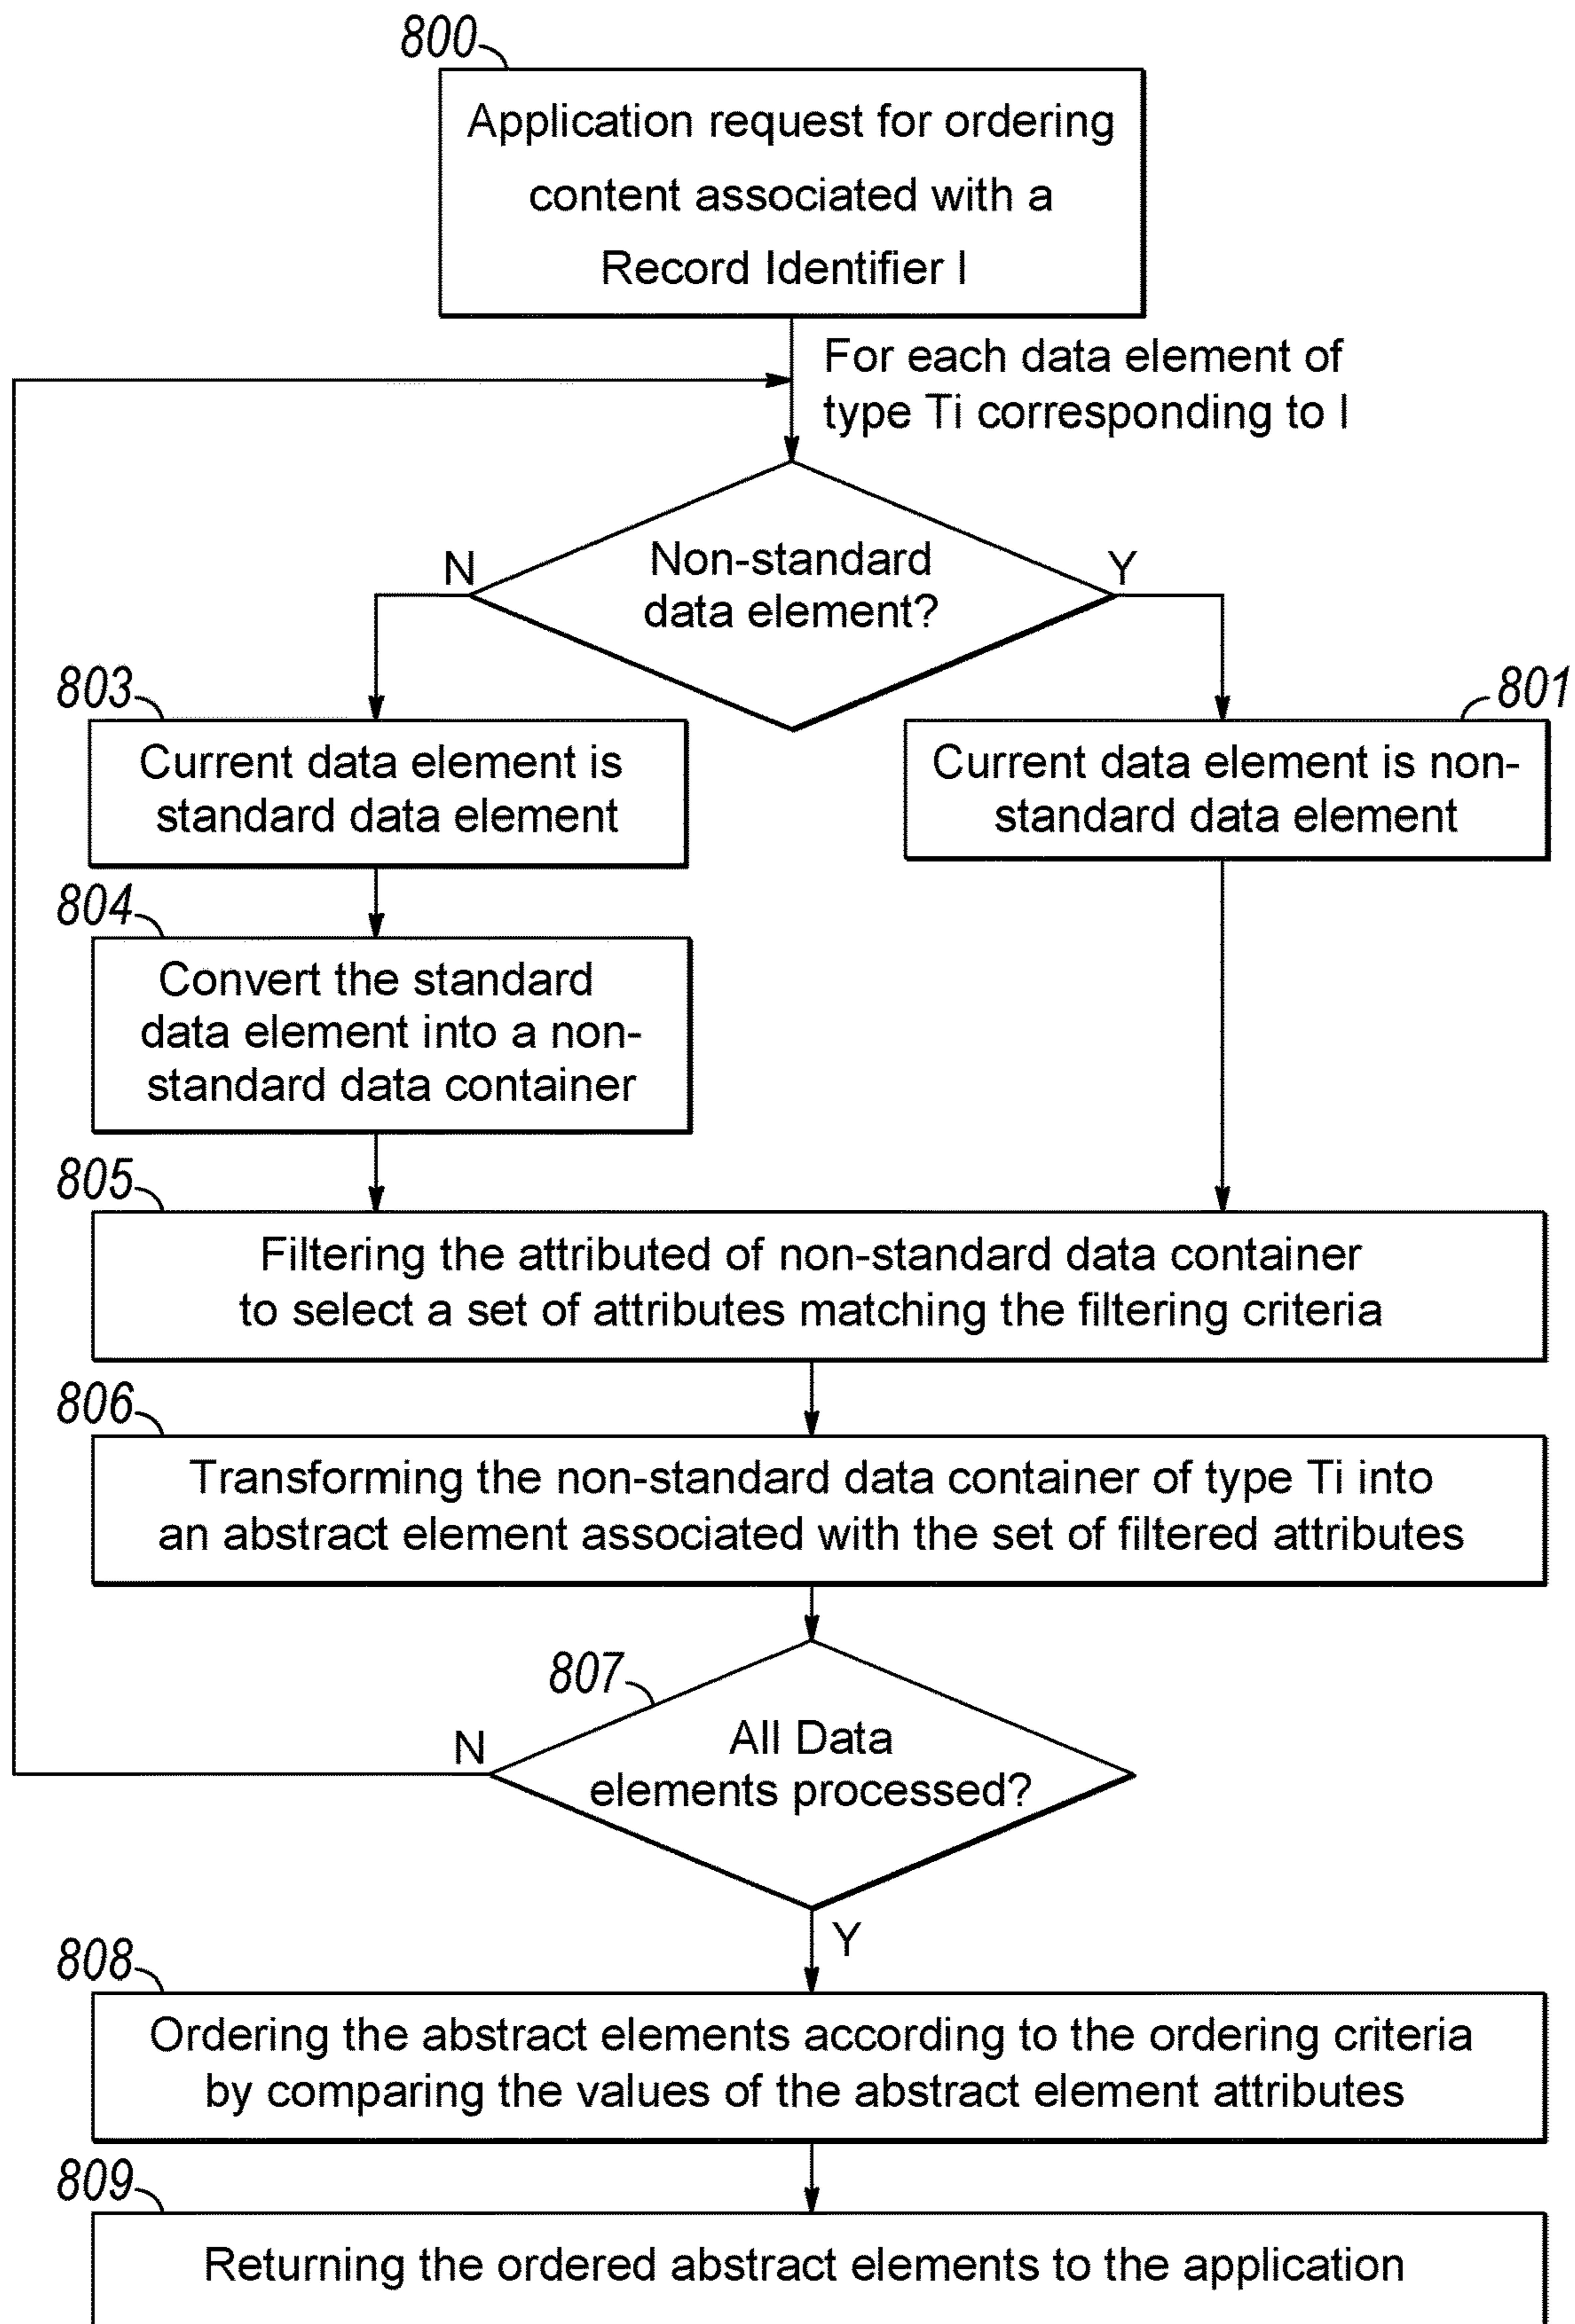 800
Application request for ordering
content associated with a
Record Identifier I
For each data element of
type Ti corresponding to I
Non-standard
data element?
N
Y
803
Current data element is
standard data element
801
Current data element is non-
standard data element
804
Convert the standard
data element into a non-
standard data container
805
Filtering the attributed of non-standard data container
to select a set of attributes matching the filtering criteria
806
Transforming the non-standard data container of type Ti into
an abstract element associated with the set of filtered attributes
807
All Data
elements processed?
N
Y
808
Ordering the abstract elements according to the ordering criteria
by comparing the values of the abstract element attributes
809
Returning the ordered abstract elements to the application